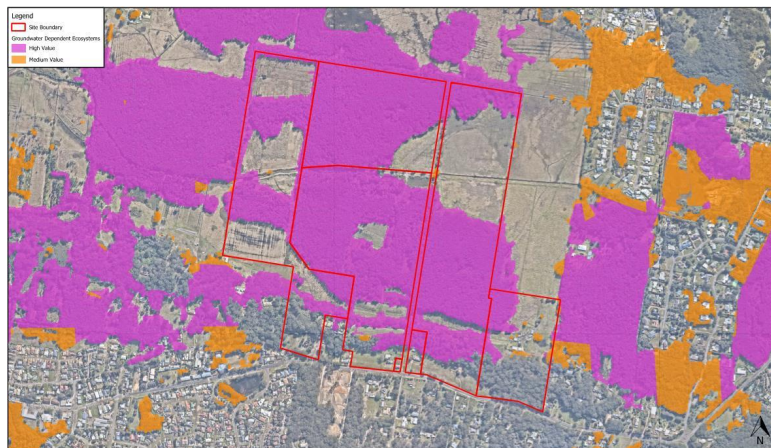 Legend
Site Boundary
Groundwater Dependent Ecosystems
High Value
Medium Value
N